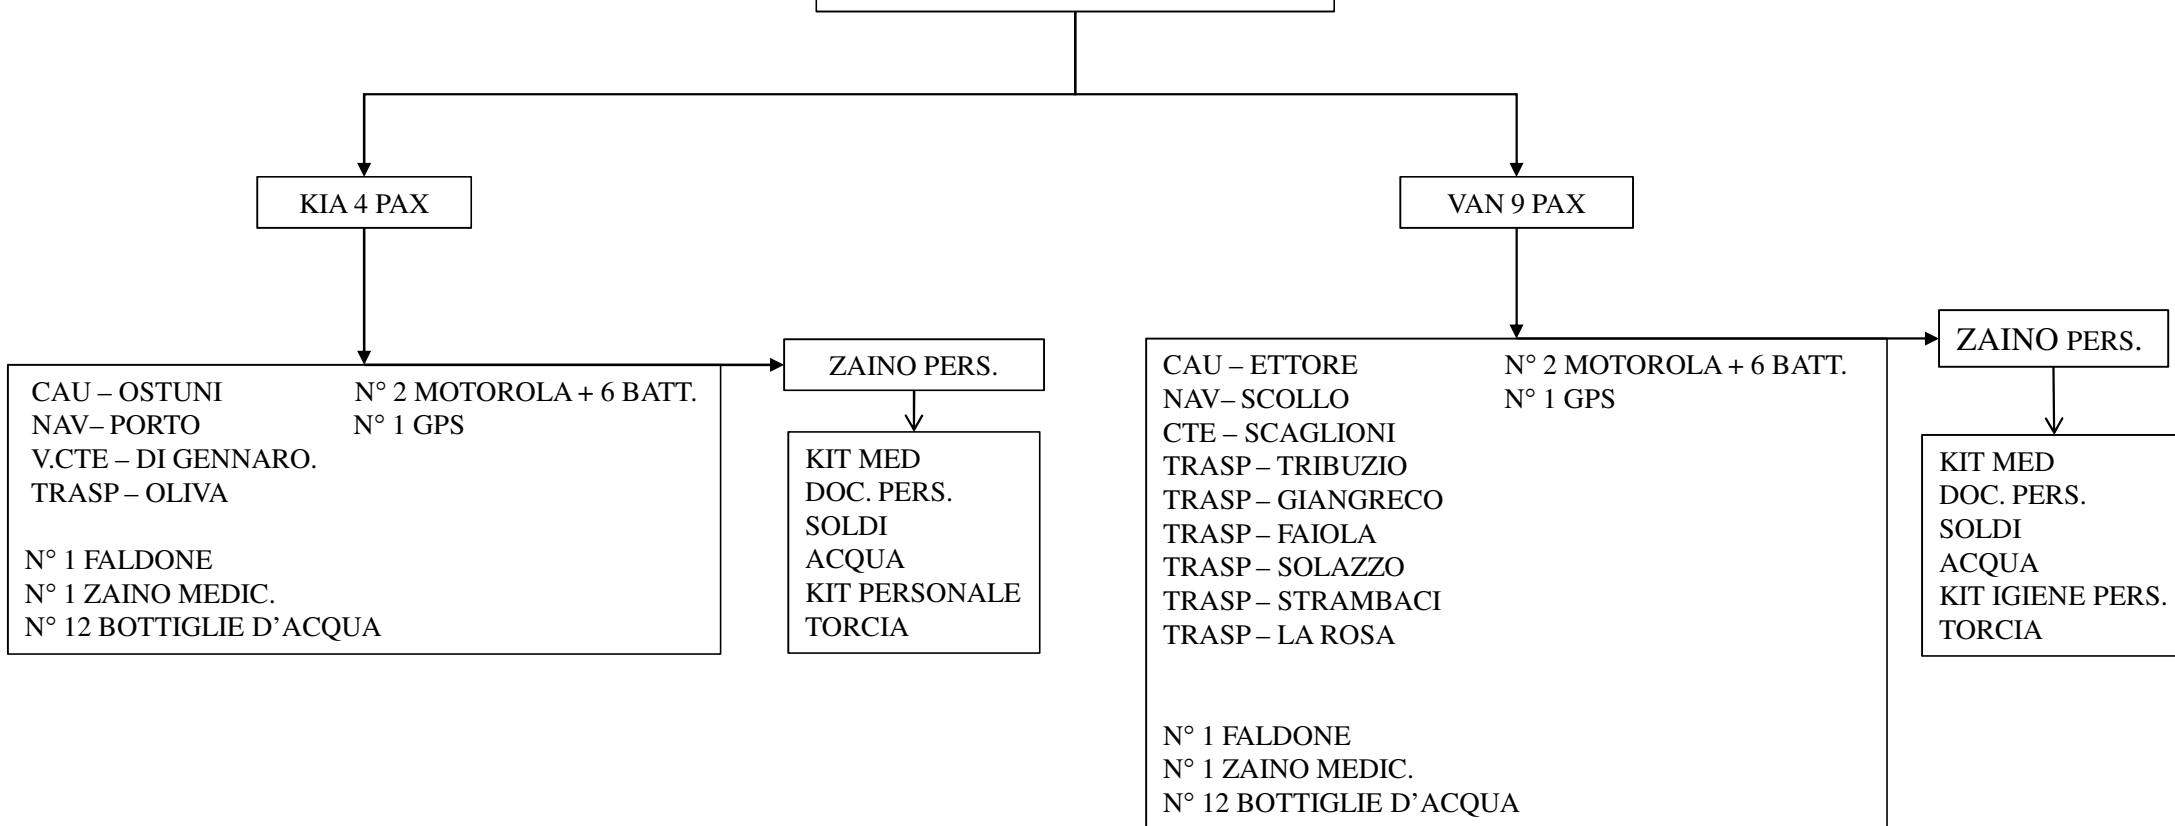 KIA 4 PAX
VAN 9 PAX
CAU – OSTUNI N° 2 MOTOROLA + 6 BATT.
NAV– PORTO N° 1 GPS
V.CTE – DI GENNARO.
TRASP – OLIVA
N° 1 FALDONE
N° 1 ZAINO MEDIC.
N° 12 BOTTIGLIE D’ACQUA
ZAINO PERS.
KIT MED
DOC. PERS.
SOLDI
ACQUA
KIT PERSONALE
TORCIA
CAU – ETTORE N° 2 MOTOROLA + 6 BATT.
NAV– SCOLLO N° 1 GPS
CTE – SCAGLIONI
TRASP – TRIBUZIO
TRASP – GIANGRECO
TRASP – FAIOLA
TRASP – SOLAZZO
TRASP – STRAMBACI
TRASP – LA ROSA
N° 1 FALDONE
N° 1 ZAINO MEDIC.
N° 12 BOTTIGLIE D’ACQUA
ZAINO PERS.
KIT MED
DOC. PERS.
SOLDI
ACQUA
KIT IGIENE PERS.
TORCIA